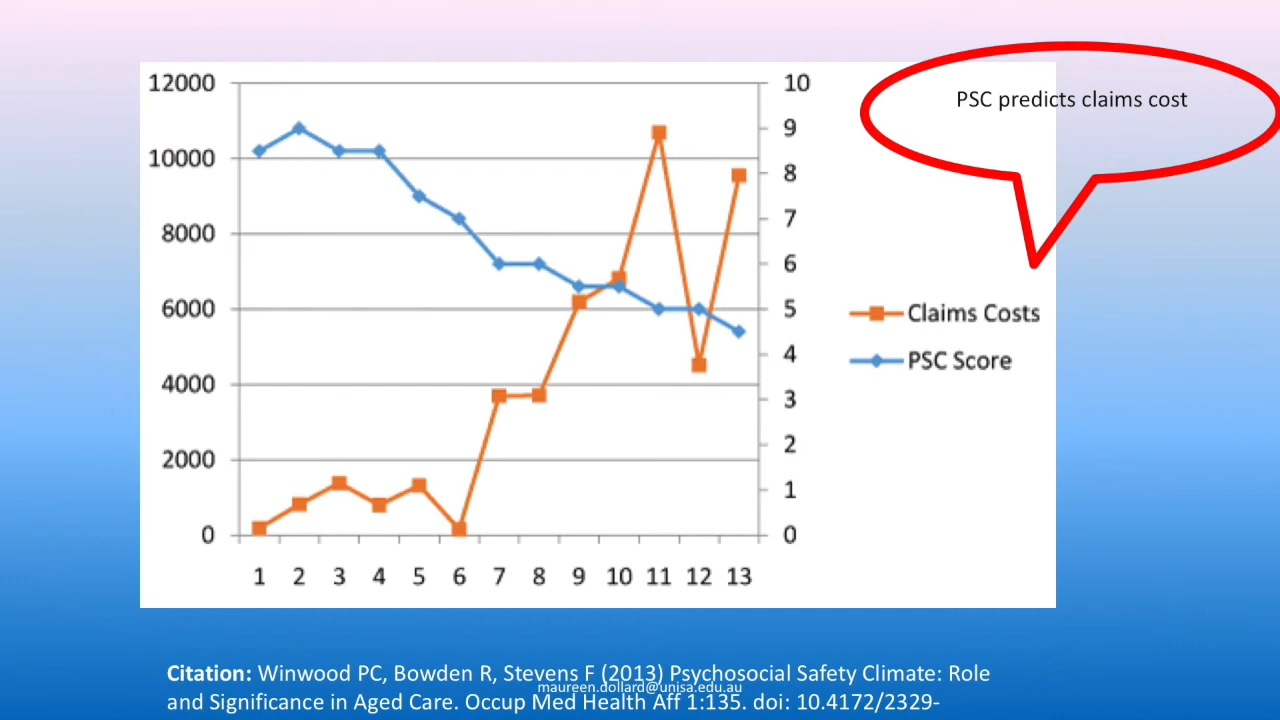 PSC predicts claims cost
12000
10000
8000
6000
4000
2000
0
10
9
8
7
6
5
4
3
2
1
0
1 2 3 4 5 6 7 8 9 10 11 12 13
Claims Costs
PSC Score
Citation: Winwood PC, Bowden R, Stevens F (2013) Psychosocial Safety Climate: Role
maureen.dollard@unisa.edu.au
and Significance in Aged Care. Occup Med Health Aff 1:135. doi: 10.4172/2329-